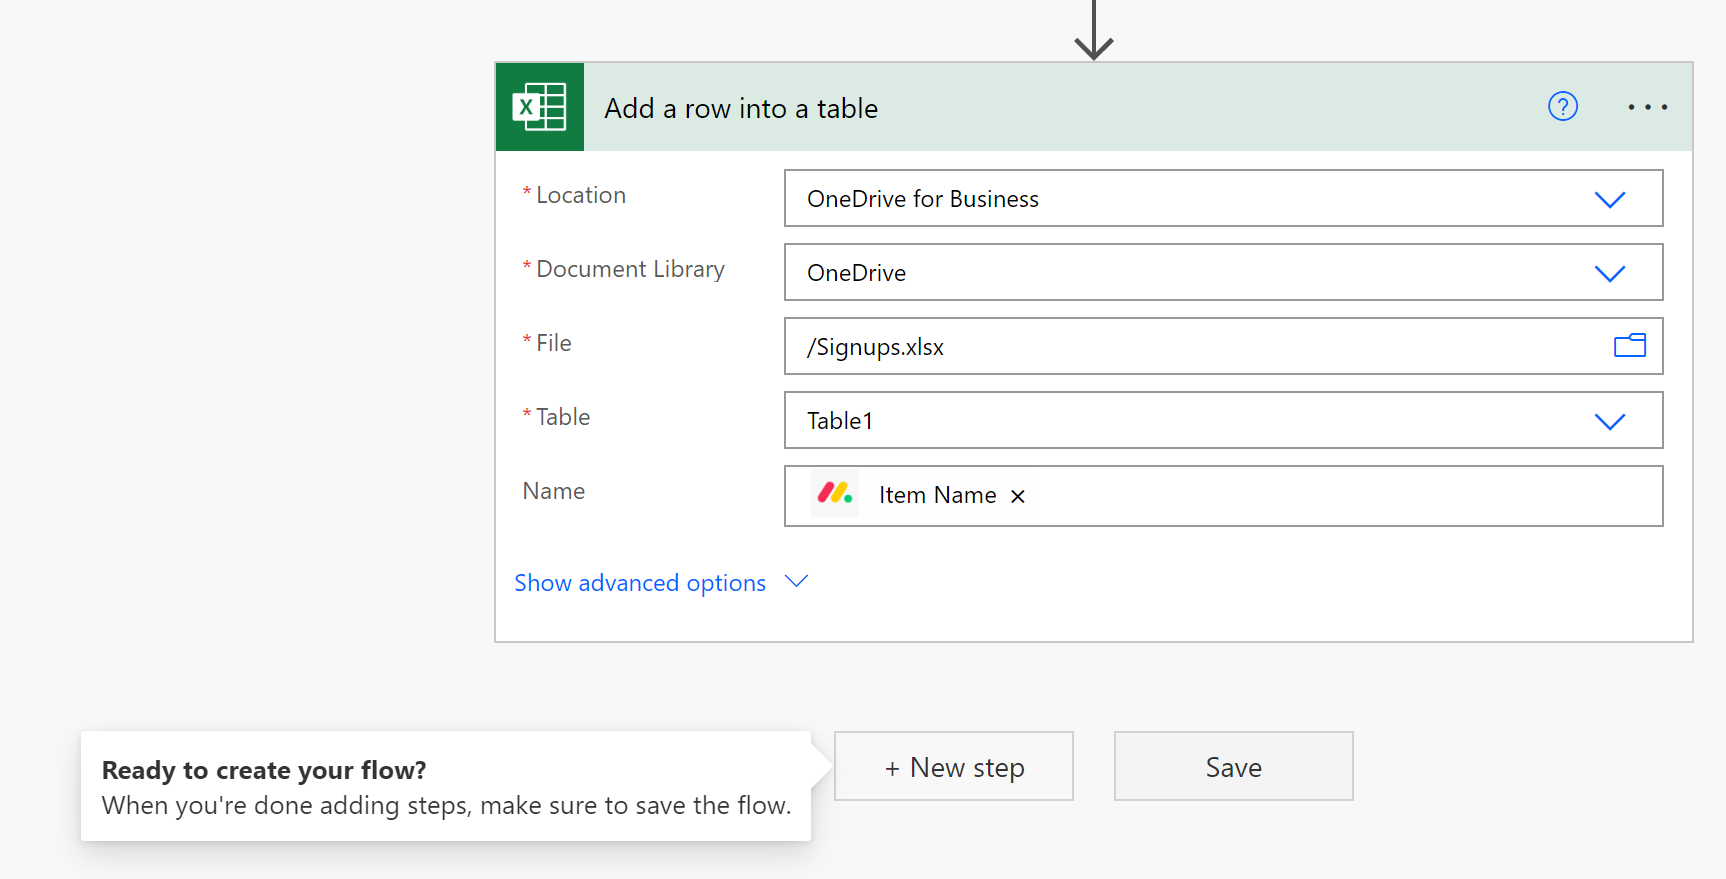 X
Add a row into a table
?
* Location
OneDrive for Business
* Document Library
OneDrive
* File
/Signups.xlsx
* Table
Table1
Name
Item Name ×
Show advanced options
Ready to create your flow?
When you're done adding steps, make sure to save the flow.
+ New step
Save